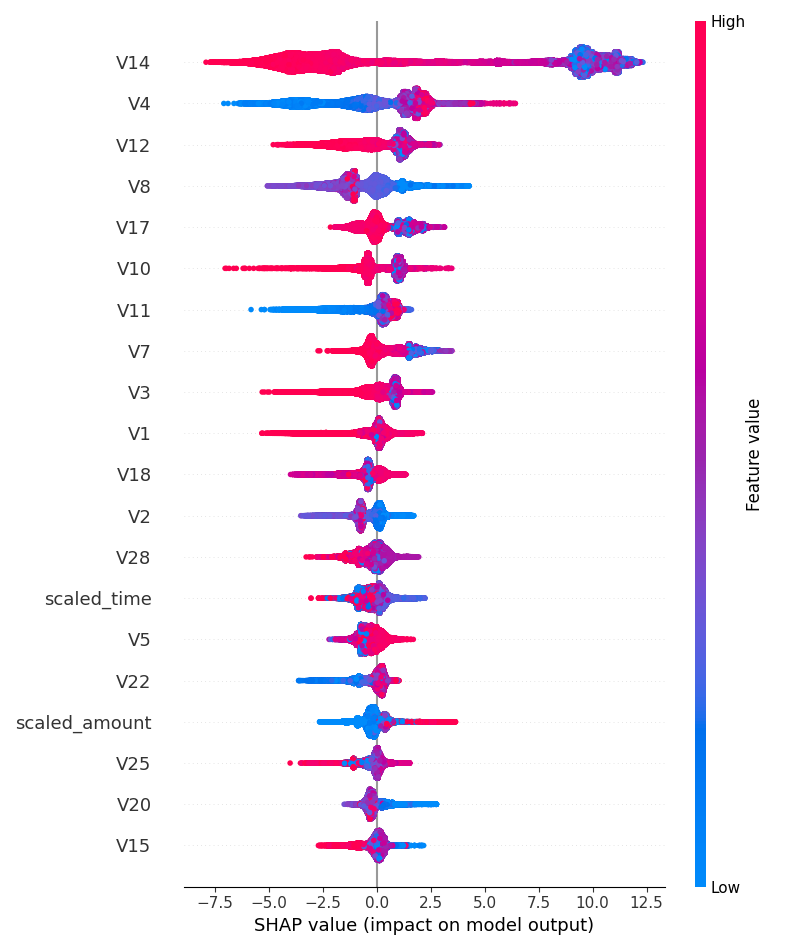 High
V14
V4
V12
V8
V17
V10
V11
V7
V3
V1
V18
V2
V28
scaled_time
V5
V22
scaled_amount
V25
V20
V15
Feature value
Low
−7.5 −5.0 −2.5 0.0 2.5 5.0 7.5 10.0 12.5
SHAP value (impact on model output)